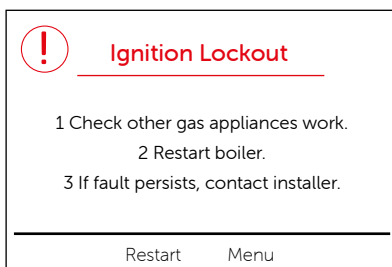 !
Ignition Lockout
1 Check other gas appliances work.
2 Restart boiler.
3 If fault persists, contact installer.
Restart Menu